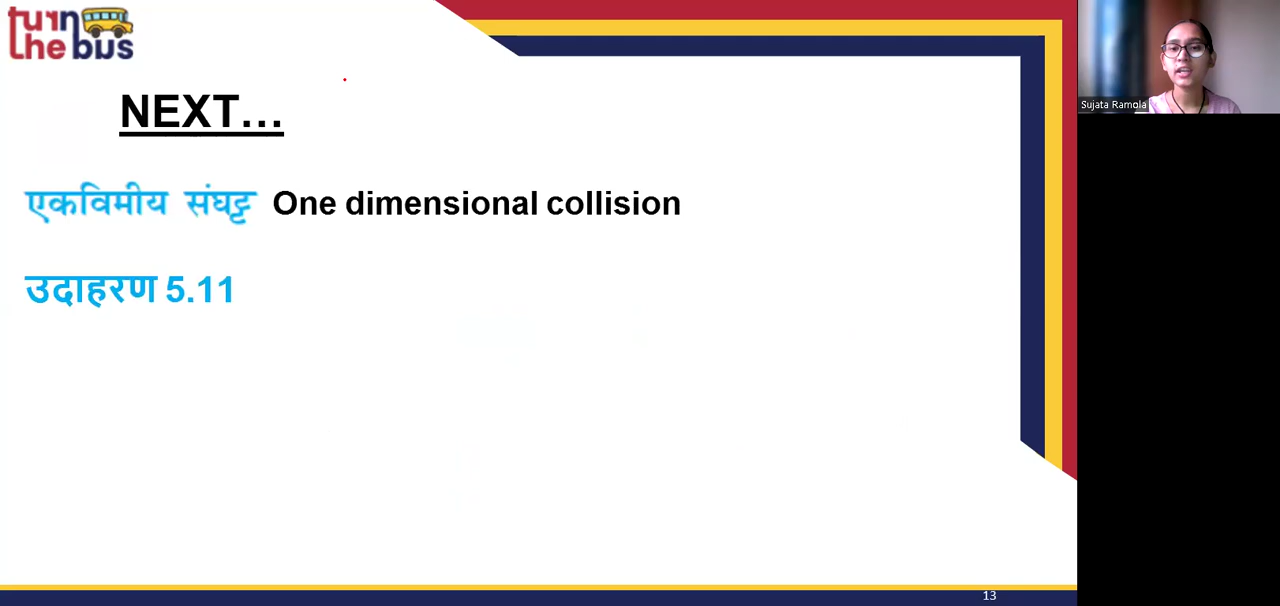 turn
the bus
Sujata Ramola
NEXT...
एकविमीय संघट्ट One dimensional collision
उदाहरण 5.11
13